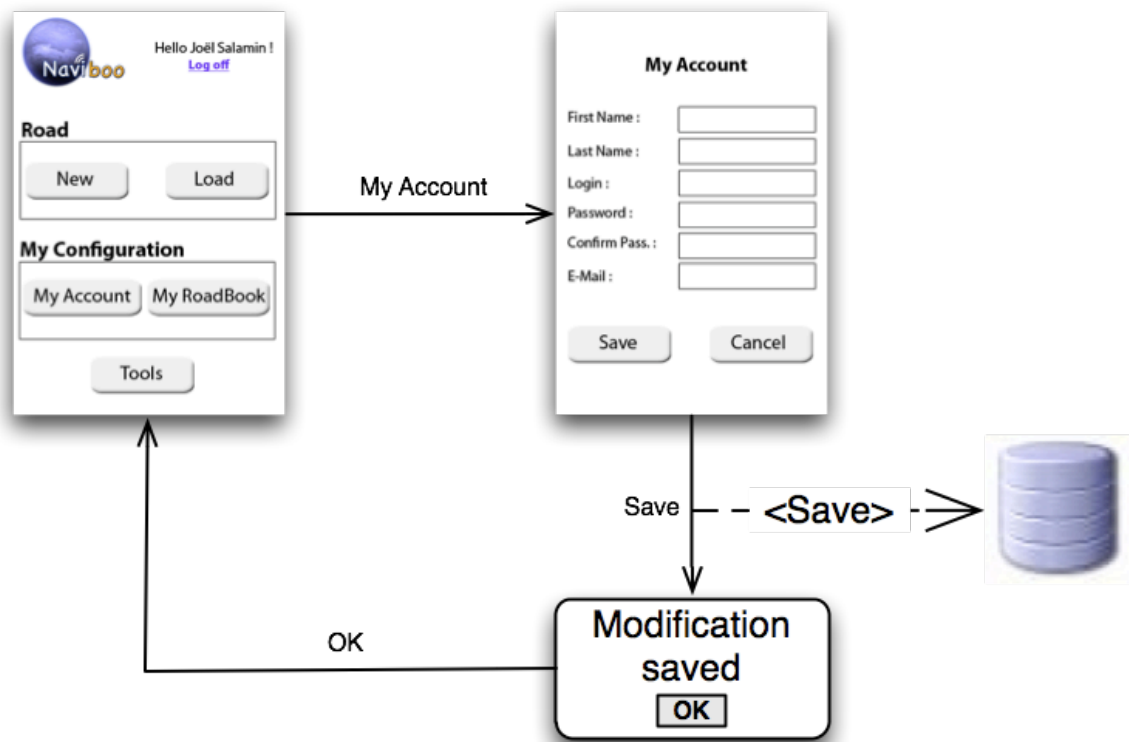 Naviboo
Hello Joël Salamin !
Log off
Road
New
Load
My Configuration
My Account
My RoadBook
Tools
My Account
My Account
First Name :
Last Name :
Login :
Password :
Confirm Pass. :
E-Mail :
Save
Cancel
Save
<Save>
Modification
saved
OK
OK